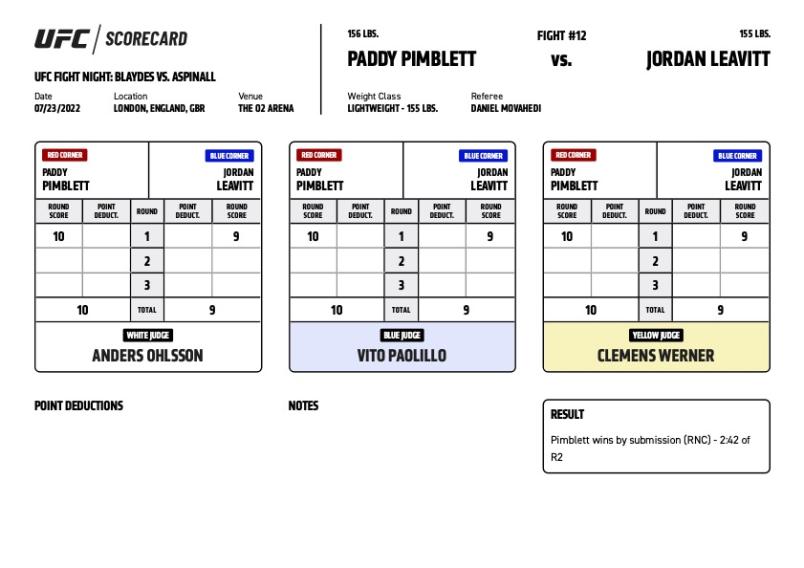 UFC / SCORECARD
UFC FIGHT NIGHT: BLAYDES VS. ASPINALL
Date Location Venue
07/23/2022 LONDON, ENGLAND, GBR THE O2 ARENA
156 LBS. FIGHT #12 155 LBS.
PADDY PIMBLETT VS. JORDAN LEAVITT
Weight Class Referee
LIGHTWEIGHT - 155 LBS. DANIEL MOVAHEDI
RED CORNER BLUE CORNER
PADDY JORDAN
PIMBLETT LEAVITT
ROUND SCORE POINT DEDUCT. ROUND POINT DEDUCT. ROUND SCORE
10 1 9
2
3
10 TOTAL 9
WHITE JUDGE
ANDERS OHLSSON
RED CORNER BLUE CORNER
PADDY JORDAN
PIMBLETT LEAVITT
ROUND SCORE POINT DEDUCT. ROUND POINT DEDUCT. ROUND SCORE
10 1 9
2
3
10 TOTAL 9
BLUE JUDGE
VITO PAOLILLO
RED CORNER BLUE CORNER
PADDY JORDAN
PIMBLETT LEAVITT
ROUND SCORE POINT DEDUCT. ROUND POINT DEDUCT. ROUND SCORE
10 1 9
2
3
10 TOTAL 9
YELLOW JUDGE
CLEMENS WERNER
POINT DEDUCTIONS
NOTES
RESULT
Pimblett wins by submission (RNC) - 2:42 of
R2